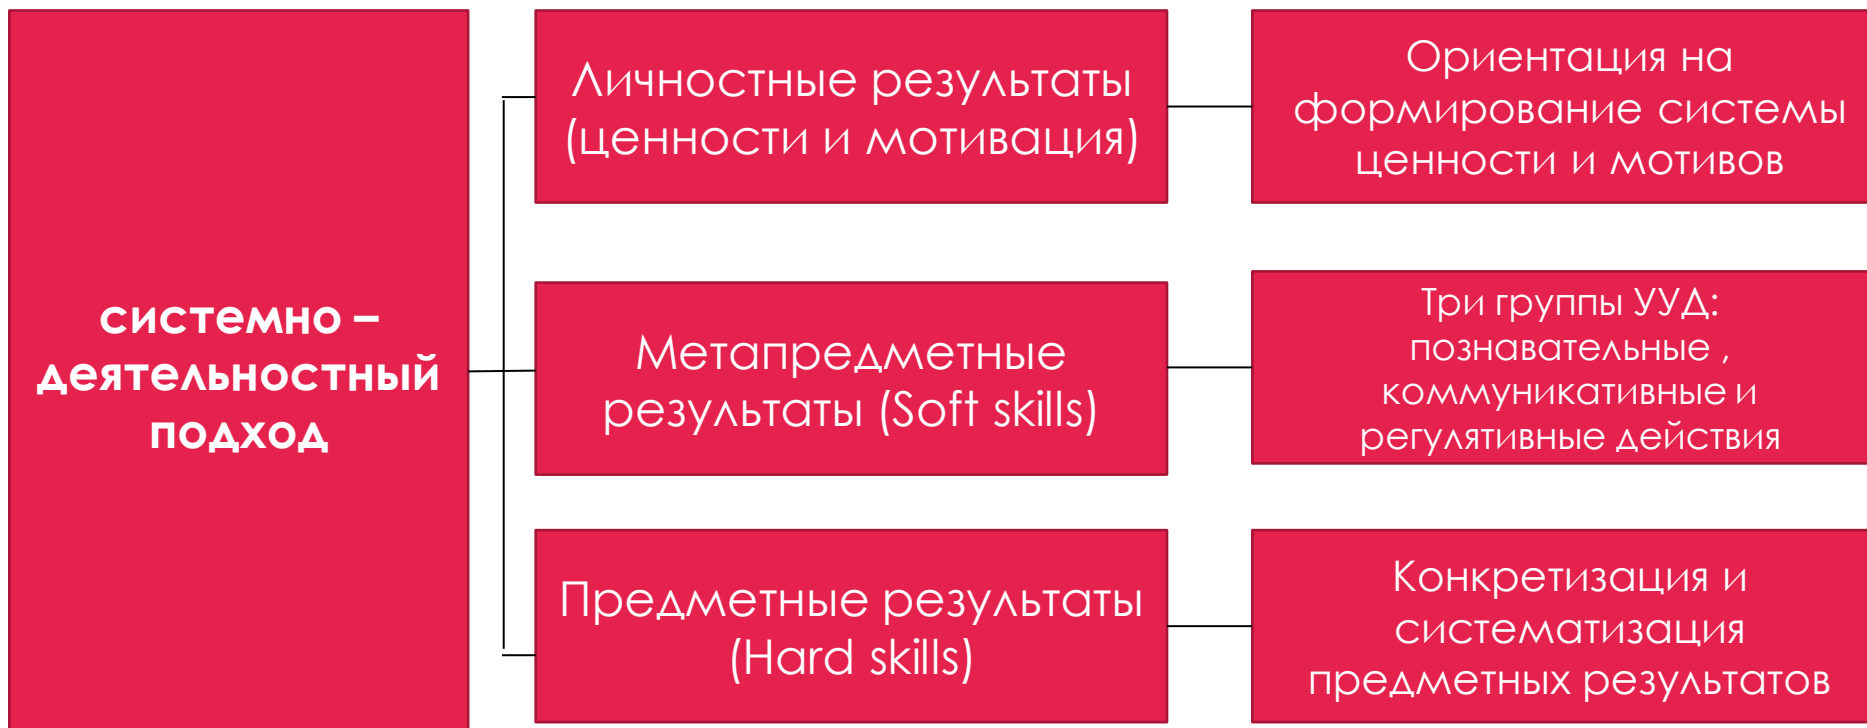 системно –
деятельностный
подход
Личностные результаты
(ценности и мотивация)
Ориентация на
формирование системы
ценности и мотивов
Метапредметные
результаты (Soft skills)
Три группы УУД:
познавательные ,
коммуникативные и
регулятивные действия
Предметные результаты
(Hard skills)
Конкретизация и
систематизация
предметных результатов